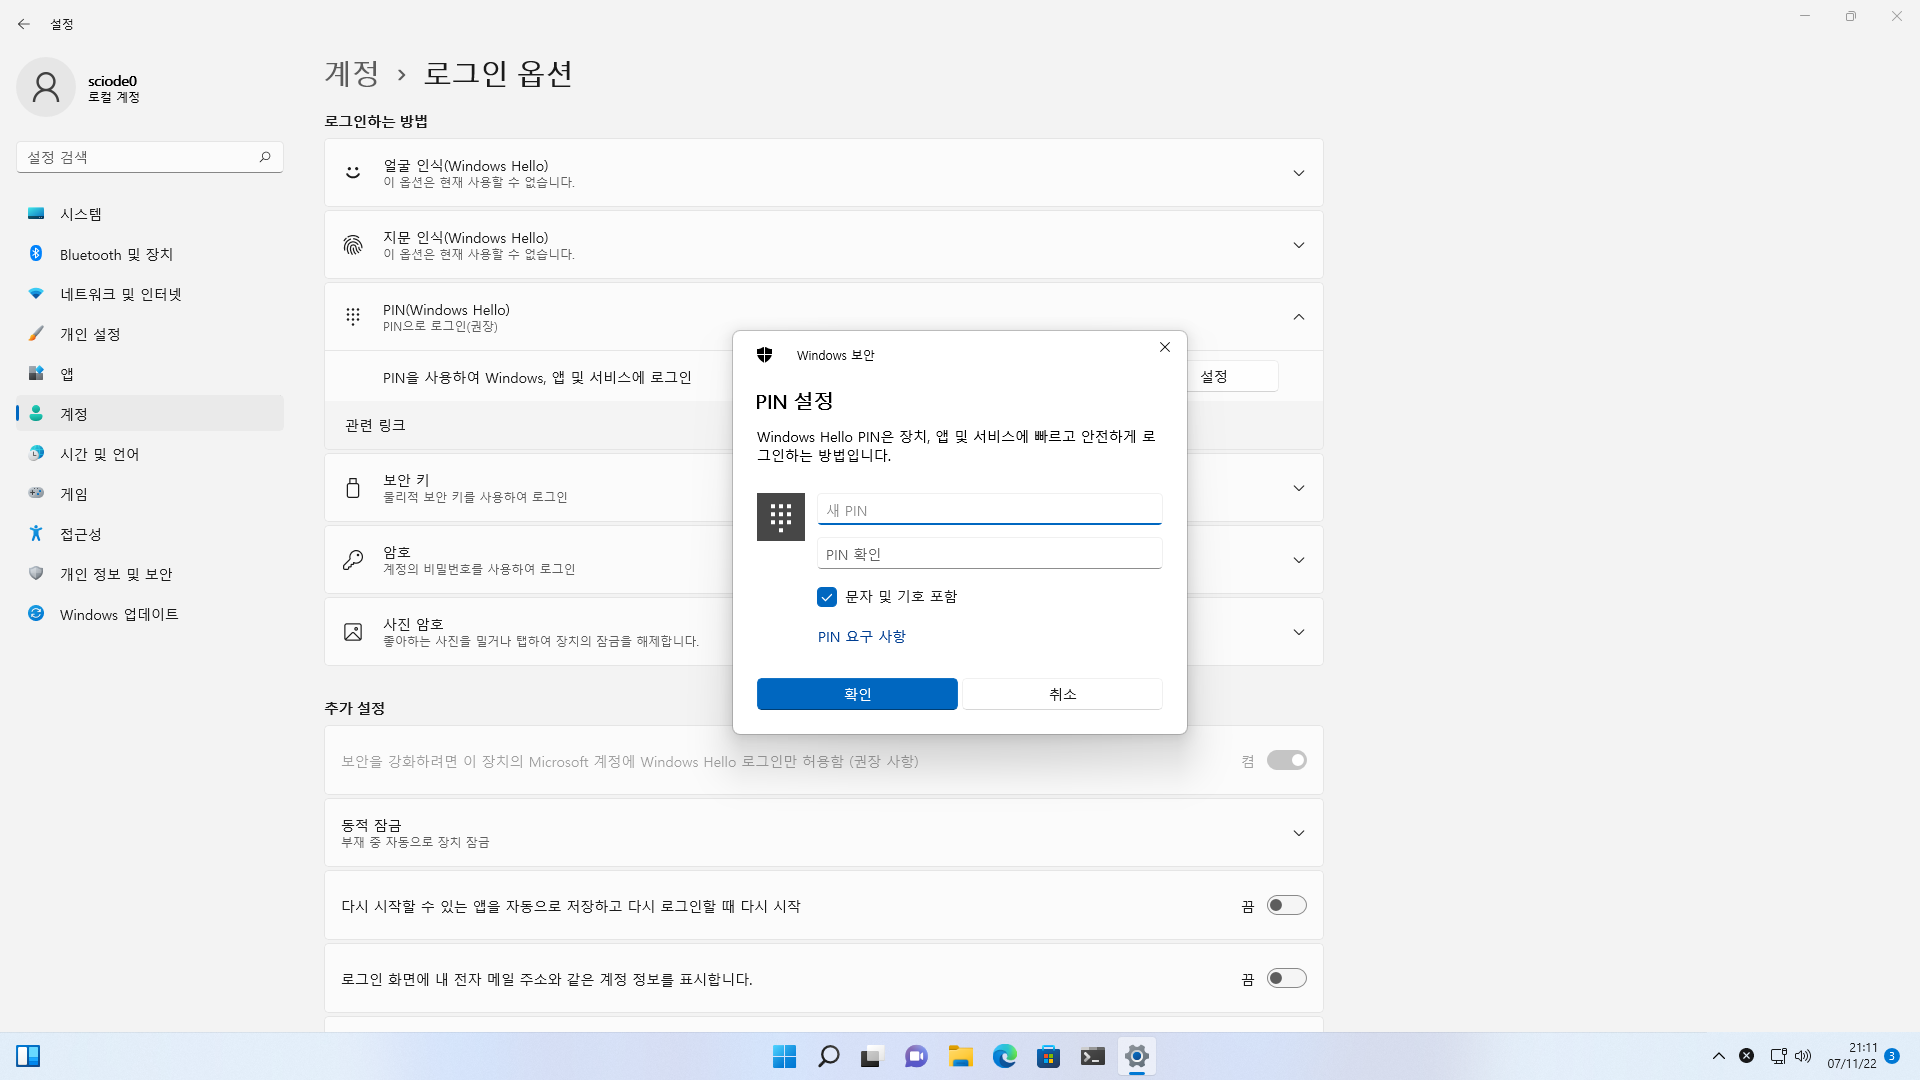 설정
sciode0
로컬 계정
설정 검색
시스템
Bluetooth 및 장치
네트워크 및 인터넷
개인 설정
앱
계정
시간 및 언어
게임
접근성
개인 정보 및 보안
Windows 업데이트
계정 › 로그인 옵션
로그인하는 방법
얼굴 인식(Windows Hello)
이 옵션은 현재 사용할 수 없습니다.
지문 인식(Windows Hello)
이 옵션은 현재 사용할 수 없습니다.
PIN(Windows Hello)
PIN으로 로그인(권장)
PIN을 사용하여 Windows, 앱 및 서비스에 로그인
설정
관련 링크
보안 키
물리적 보안 키를 사용하여 로그인
암호
계정의 비밀번호를 사용하여 로그인
사진 암호
좋아하는 사진을 밀거나 탭하여 장치의 잠금을 해제합니다.
Windows 보안
PIN 설정
Windows Hello PIN은 장치, 앱 및 서비스에 빠르고 안전하게 로
그인하는 방법입니다.
새 PIN
PIN 확인
문자 및 기호 포함
PIN 요구 사항
확인
취소
추가 설정
보안을 강화하려면 이 장치의 Microsoft 계정에 Windows Hello 로그인만 허용함 (권장 사항)
켬
동적 잠금
부재 중 자동으로 장치 잠금
다시 시작할 수 있는 앱을 자동으로 저장하고 다시 로그인할 때 다시 시작
끔
로그인 화면에 내 전자 메일 주소와 같은 계정 정보를 표시합니다.
끔
21:11
07/11/22
3